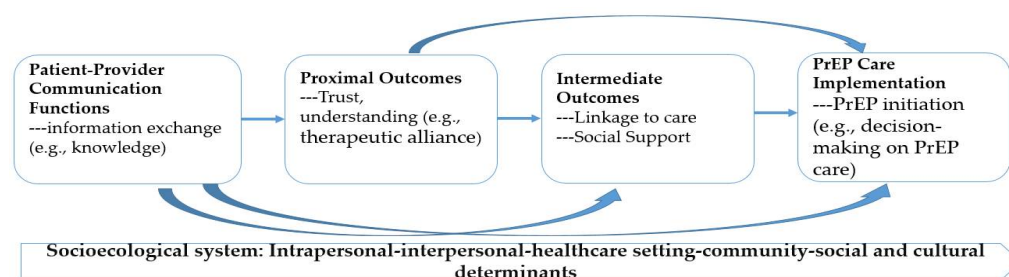 Patient-Provider
Communication
Functions
---information exchange
(e.g., knowledge)
Proximal Outcomes
---Trust,
understanding (e.g.,
therapeutic alliance)
Intermediate
Outcomes
---Linkage to care
---Social Support
PrEP Care
Implementation
---PrEP initiation
(e.g., decision-
making on PrEP
care)
Socioecological system: Intrapersonal-interpersonal-healthcare setting-community-social and cultural
determinants